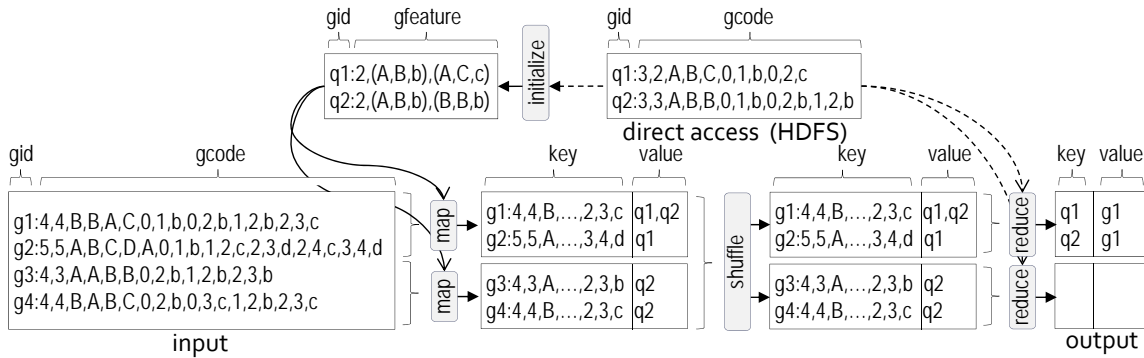 gid gfeature gid gcode
q1:2,(A,B,b),(A,C,c)
q2:2,(A,B,b),(B,B,b)
initialize
q1:3,2,A,B,C,0,1,b,0,2,c
q2:3,3,A,B,B,0,1,b,0,2,b,1,2,b
direct access (HDFS)
gid gcode key value key value key value
g1:4,4,B,B,A,C,0,1,b,0,2,b,1,2,b,2,3,c
g2:5,5,A,B,C,D,A,0,1,b,1,2,c,2,3,d,2,4,c,3,4,d
g3:4,3,A,A,B,B,0,2,b,1,2,b,2,3,b
g4:4,4,B,A,B,C,0,2,b,0,3,c,1,2,b,2,3,c
input
map
map
g1:4,4,B,...,2,3,c q1,q2
g2:5,5,A,...,3,4,d q1
g3:4,3,A,...,2,3,b q2
g4:4,4,B,...,2,3,c q2
shuffle
g1:4,4,B,...,2,3,c q1,q2
g2:5,5,A,...,3,4,d q1
g3:4,3,A,...,2,3,b q2
g4:4,4,B,...,2,3,c q2
reduce
reduce
q1 g1
q2 g1
output